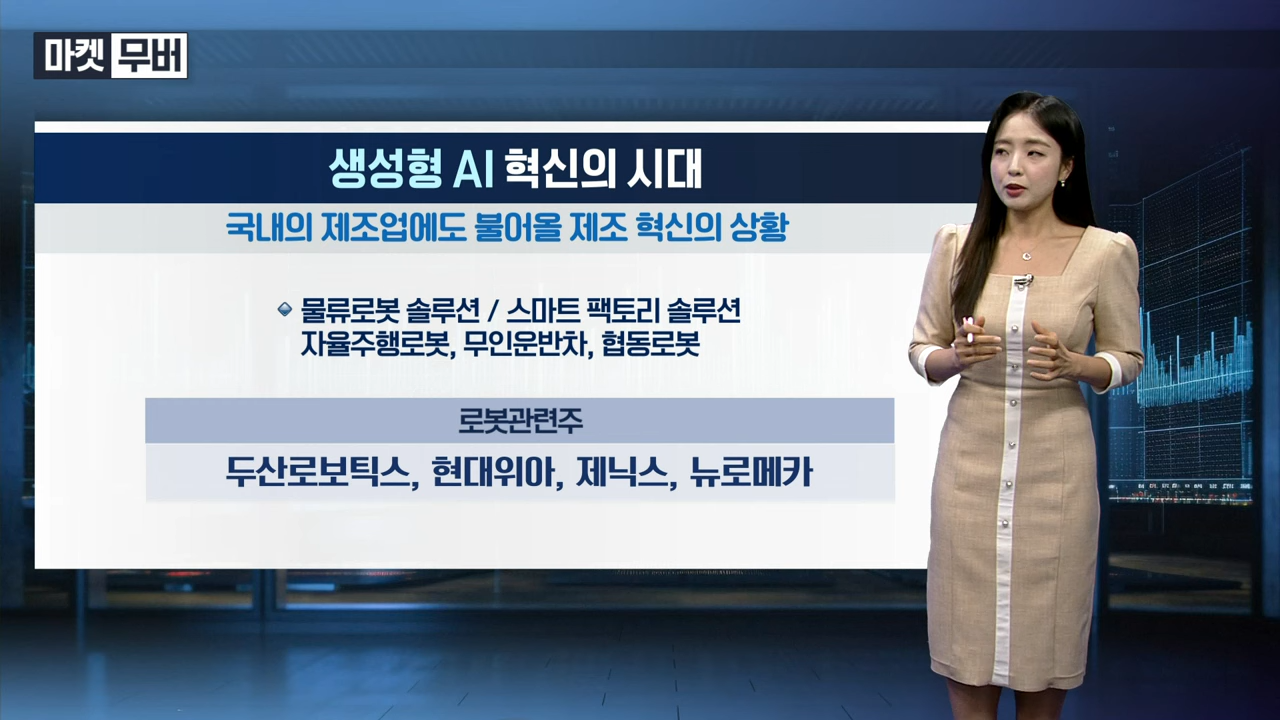 마켓무버
생성형 AI 혁신의 시대
국내의 제조업에도 불어올 제조 혁신의 상황
물류로봇 솔루션 / 스마트 팩토리 솔루션
자율주행로봇, 무인운반차, 협동로봇
로봇관련주
두산로보틱스, 현대위아, 제닉스, 뉴로메카